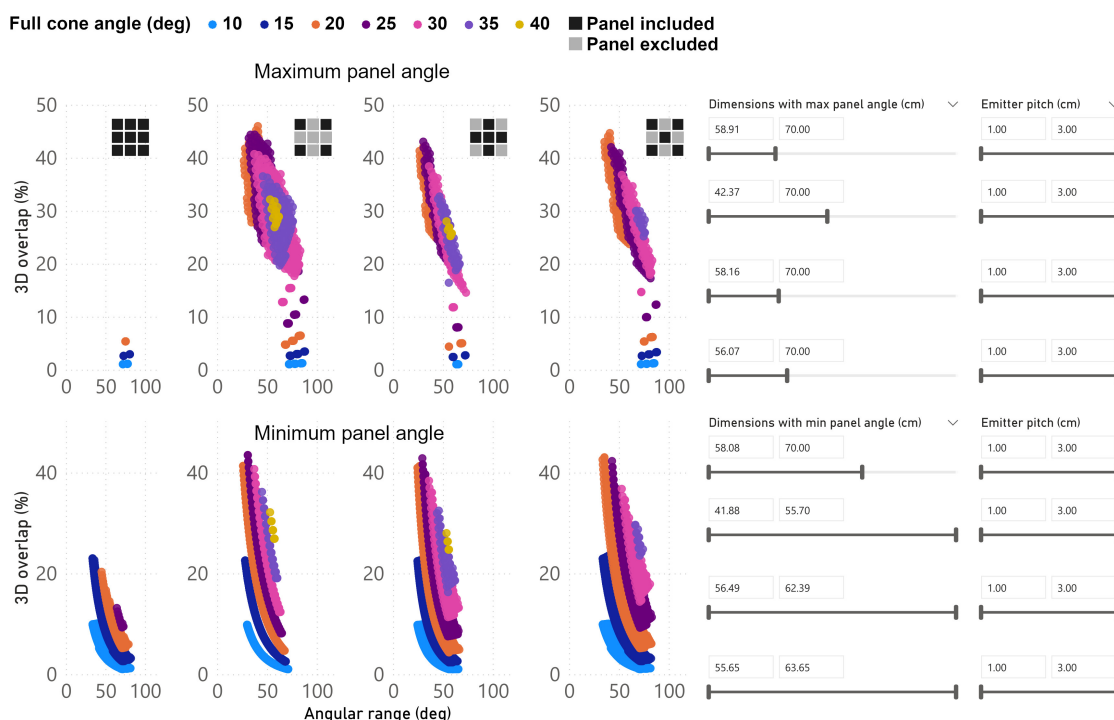 Full cone angle (deg) 10 15 20 25 30 35 40 Panel included
Panel excluded
Maximum panel angle
3D overlap (%)
50
40
30
20
10
0
0 50 100
50
40
30
20
10
0
0 50 100
50
40
30
20
10
0
0 50 100
50
40
30
20
10
0
0 50 100
Dimensions with max panel angle (cm) Emitter pitch (cm)
58.91 70.00 1.00 3.00
42.37 70.00 1.00 3.00
58.16 70.00 1.00 3.00
56.07 70.00 1.00 3.00
Minimum panel angle
3D overlap (%)
40
20
0
0 50 100
40
20
0
0 50 100
40
20
0
0 50 100
40
20
0
0 50 100
Angular range (deg)
Dimensions with min panel angle (cm) Emitter pitch (cm)
58.08 70.00 1.00 3.00
41.88 55.70 1.00 3.00
56.49 62.39 1.00 3.00
55.65 63.65 1.00 3.00